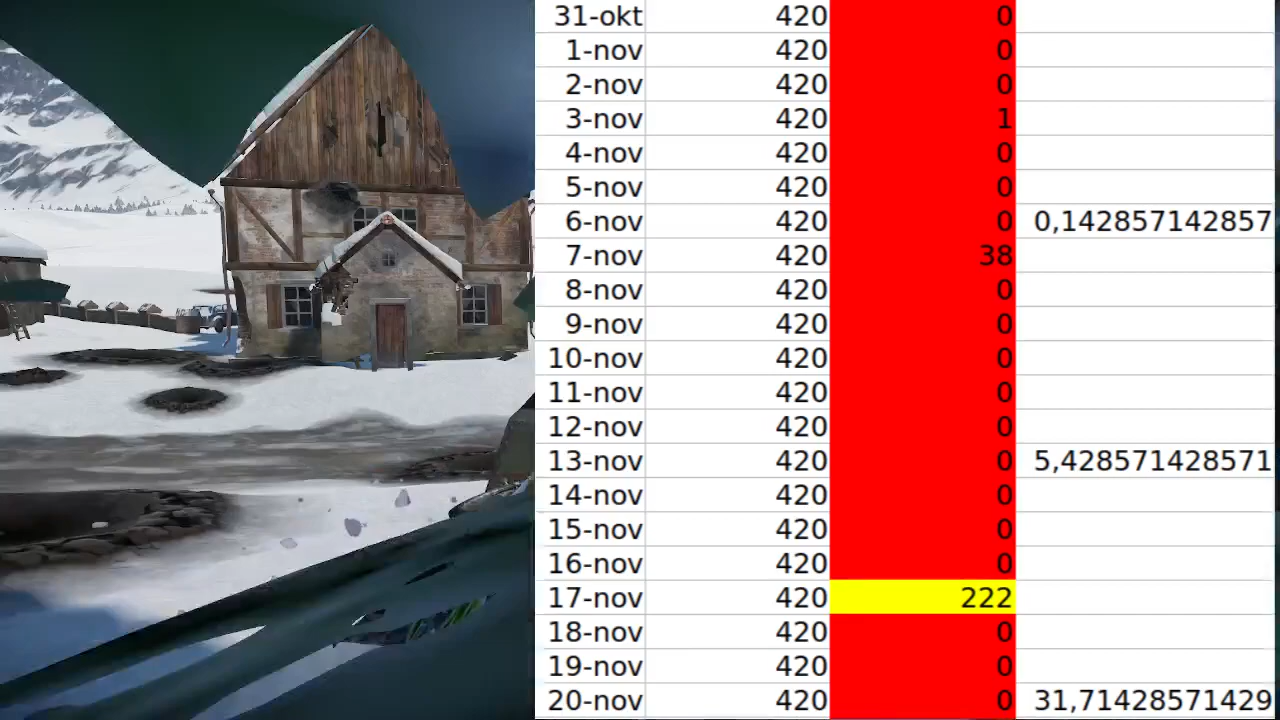 31-okt 420 0
1-nov 420 0
2-nov 420 0
3-nov 420 1
4-nov 420 0
5-nov 420 0
6-nov 420 0 0,142857142857
7-nov 420 38
8-nov 420 0
9-nov 420 0
10-nov 420 0
11-nov 420 0
12-nov 420 0
13-nov 420 0 5,428571428571
14-nov 420 0
15-nov 420 0
16-nov 420 0
17-nov 420 222
18-nov 420 0
19-nov 420 0
20-nov 420 0 31,71428571429